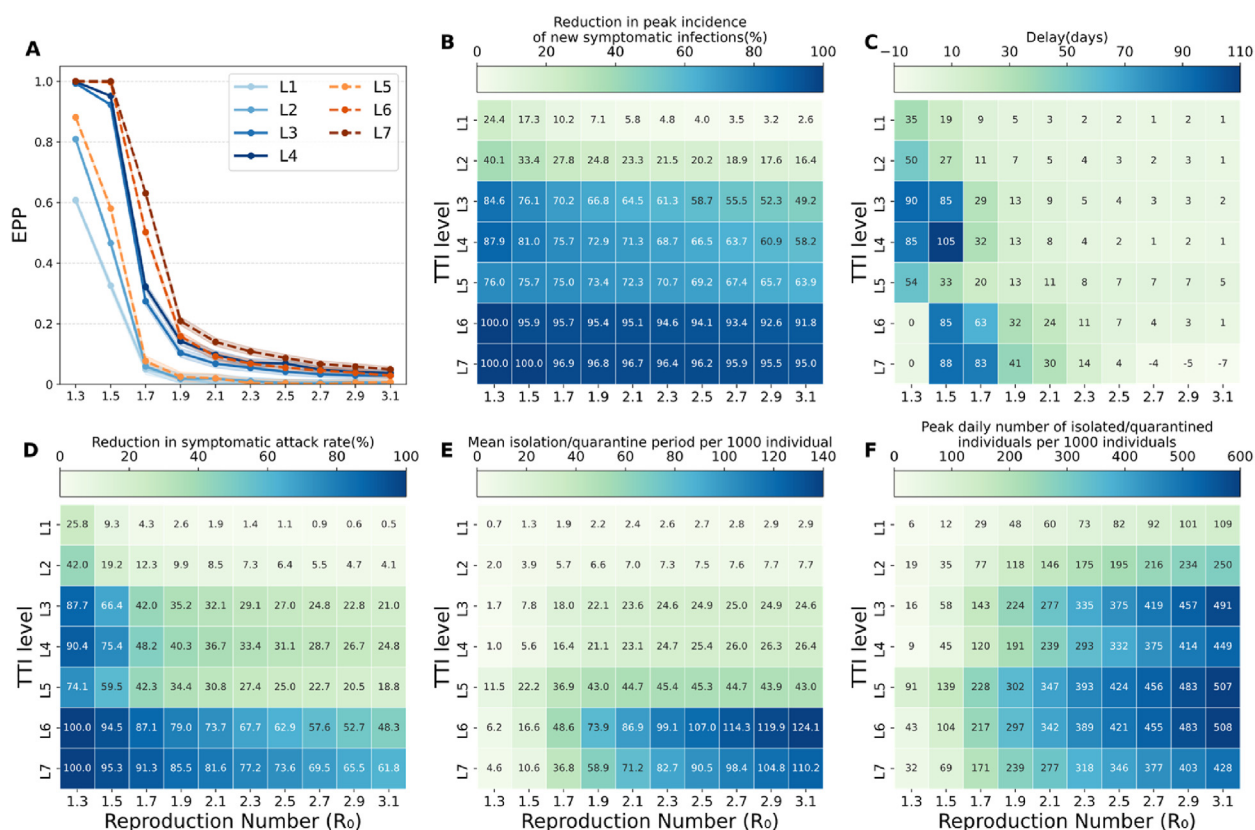 A
EPP
1.0
0.8
0.6
0.4
0.2
0
L1
L2
L3
L4
L5
L6
L7
1.3 1.5 1.7 1.9 2.1 2.3 2.5 2.7 2.9 3.1
B
Reduction in peak incidence
of new symptomatic infections(%)
0 20 40 60 80 100
TTI level
L1 24.4 17.3 10.2 7.1 5.8 4.8 4.0 3.5 3.2 2.6
L2 40.1 33.4 27.8 24.8 23.3 21.5 20.2 18.9 17.6 16.4
L3 84.6 76.1 70.2 66.8 64.5 61.3 58.7 55.5 52.3 49.2
L4 87.9 81.0 75.7 72.9 71.3 68.7 66.5 63.7 60.9 58.2
L5 76.0 75.7 75.0 73.4 72.3 70.7 69.2 67.4 65.7 63.9
L6 100.0 95.9 95.7 95.4 95.1 94.6 94.1 93.4 92.6 91.8
L7 100.0 100.0 96.9 96.8 96.7 96.4 96.2 95.9 95.5 95.0
1.3 1.5 1.7 1.9 2.1 2.3 2.5 2.7 2.9 3.1
C
Delay(days)
−10 10 30 50 70 90 110
TTI level
L1 35 19 9 5 3 2 2 1 2 1
L2 50 27 11 7 5 4 3 2 3 1
L3 90 85 29 13 9 5 4 3 3 2
L4 85 105 32 13 8 4 2 1 2 1
L5 54 33 20 13 11 8 7 7 7 5
L6 0 85 63 32 24 11 7 4 3 1
L7 0 88 83 41 30 14 4 -4 -5 -7
1.3 1.5 1.7 1.9 2.1 2.3 2.5 2.7 2.9 3.1
D
Reduction in symptomatic attack rate(%)
0 20 40 60 80 100
TTI level
L1 25.8 9.3 4.3 2.6 1.9 1.4 1.1 0.9 0.6 0.5
L2 42.0 19.2 12.3 9.9 8.5 7.3 6.4 5.5 4.7 4.1
L3 87.7 66.4 42.0 35.2 32.1 29.1 27.0 24.8 22.8 21.0
L4 90.4 75.4 48.2 40.3 36.7 33.4 31.1 28.7 26.7 24.8
L5 74.1 59.5 42.3 34.4 30.8 27.4 25.0 22.7 20.5 18.8
L6 100.0 94.5 87.1 79.0 73.7 67.7 62.9 57.6 52.7 48.3
L7 100.0 95.3 91.3 85.5 81.6 77.2 73.6 69.5 65.5 61.8
1.3 1.5 1.7 1.9 2.1 2.3 2.5 2.7 2.9 3.1
Reproduction Number (R₀)
E
Mean isolation/quarantine period per 1000 individual
0 20 40 60 80 100 120 140
TTI level
L1 0.7 1.3 1.9 2.2 2.4 2.6 2.7 2.8 2.9 2.9
L2 2.0 3.9 5.7 6.6 7.0 7.3 7.5 7.6 7.7 7.7
L3 1.7 7.8 18.0 22.1 23.6 24.6 24.9 25.0 24.9 24.6
L4 1.0 5.6 16.4 21.1 23.1 24.7 25.4 26.0 26.3 26.4
L5 11.5 22.2 36.9 43.0 44.7 45.4 45.3 44.7 43.9 43.0
L6 6.2 16.6 48.6 73.9 86.9 99.1 107.0 114.3 119.9 124.1
L7 4.6 10.6 36.8 58.9 71.2 82.7 90.5 98.4 104.8 110.2
1.3 1.5 1.7 1.9 2.1 2.3 2.5 2.7 2.9 3.1
Reproduction Number (R₀)
F
Peak daily number of isolated/quarantined
individuals per 1000 individuals
0 100 200 300 400 500 600
TTI level
L1 6 12 29 48 60 73 82 92 101 109
L2 19 35 77 118 146 175 195 216 234 250
L3 16 58 143 224 277 335 375 419 457 491
L4 9 45 120 191 239 293 332 375 414 449
L5 91 139 228 302 347 393 424 456 483 507
L6 43 104 217 297 342 389 421 455 483 508
L7 32 69 171 239 277 318 346 377 403 428
1.3 1.5 1.7 1.9 2.1 2.3 2.5 2.7 2.9 3.1
Reproduction Number (R₀)